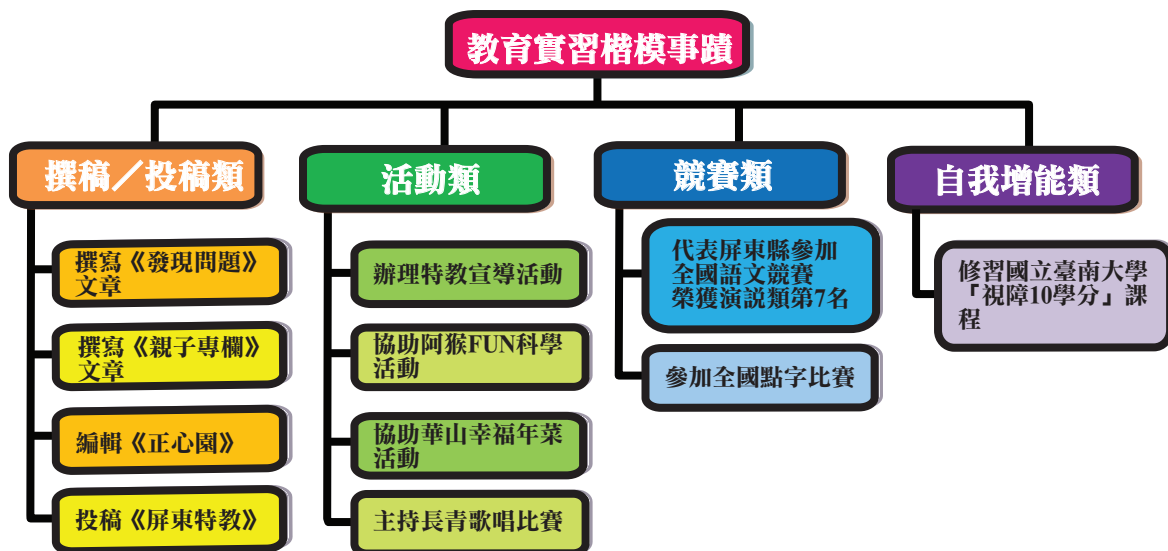 教育實習楷模事蹟
撰稿／投稿類
撰寫《發現問題》
文章
撰寫《親子專欄》
文章
編輯《正心園》
投稿《屏東特教》
活動類
辦理特教宣導活動
協助阿猴FUN科學
活動
協助華山幸福年菜
活動
主持長青歌唱比賽
競賽類
代表屏東縣參加
全國語文競賽
榮獲演説類第7名
參加全國點字比賽
自我增能類
修習國立臺南大學
「視障10學分」課
程